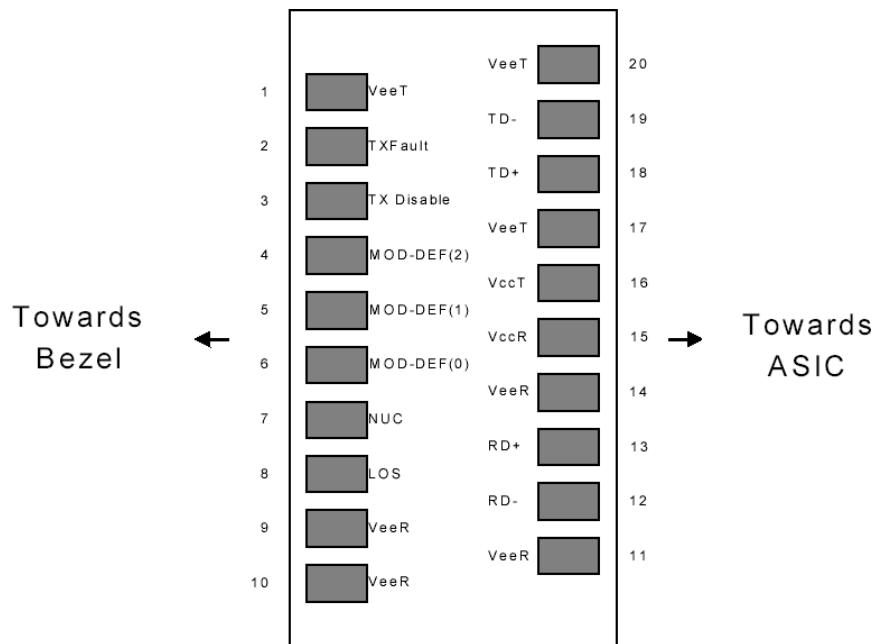 1 VeeT
2 TXFault
3 TX Disable
4 MOD-DEF(2)
5 MOD-DEF(1)
6 MOD-DEF(0)
7 NUC
8 LOS
9 VeeR
10 VeeR
VeeT 20
TD- 19
TD+ 18
VeeT 17
VccT 16
VccR 15
VeeR 14
RD+ 13
RD- 12
VeeR 11
Towards
Bezel
Towards
ASIC